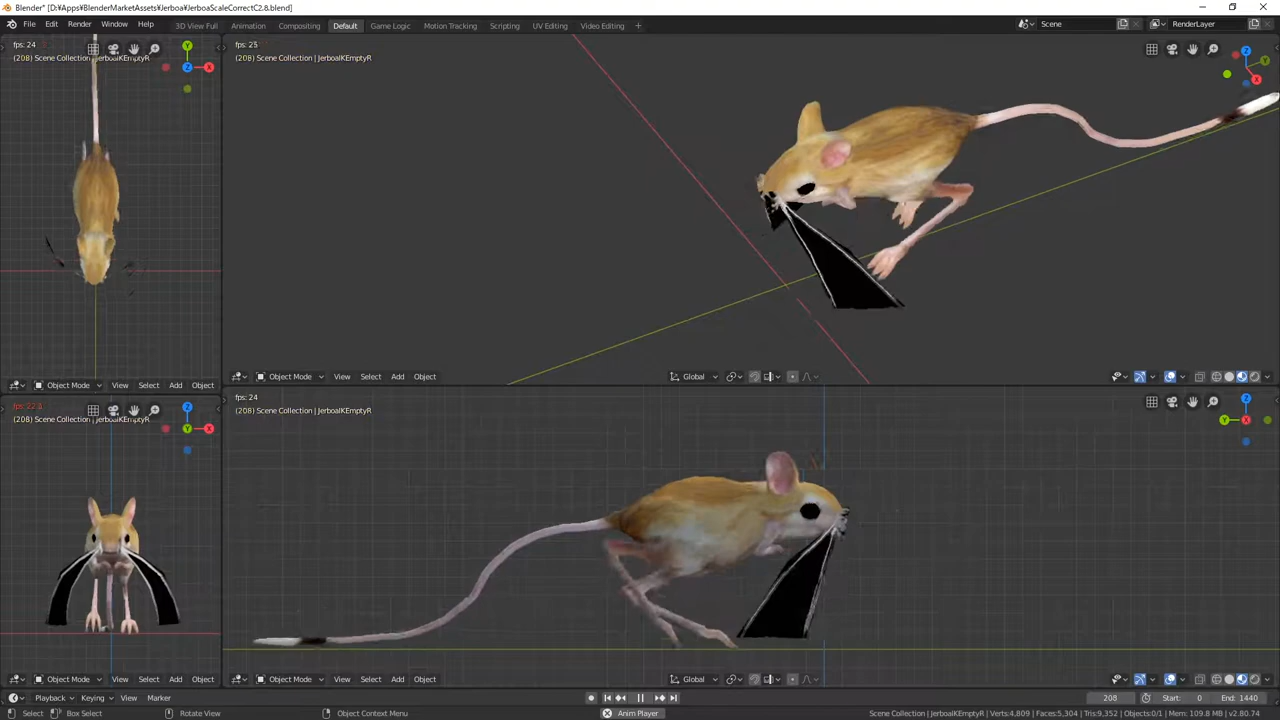 Blender* [D:\Apps\BlenderMarketAssets\Jerboa\JerboaScaleCorrectC2.8.blend]
File Edit Render Window Help 3D View Full Animation Compositing Default Game Logic Motion Tracking Scripting UV Editing Video Editing + Scene RenderLayer
fps: 24
(208) Scene Collection | JerboaIKEmptyR
Y
Z
X
fps: 25
(208) Scene Collection | JerboaIKEmptyR
Z
Y
X
Object Mode View Select Add Object Global
Object Mode View Select Add Object
(208) Scene Collection | JerboaIKEmptyR
Z
Y
X
fps: 24
(208) Scene Collection | JerboaIKEmptyR
Z
Y
X
Object Mode View Select Add Object
Object Mode View Select Add Object Global
Playback Keying View Marker 208 Start: 0 End: 1440
Select Box Select Rotate View Object Context Menu Anim Player Scene Collection | JerboaIKEmptyR | Verts:4,809 | Faces:5,304 | Tris:9,352 | Objects:0/1 | Mem: 109.8 MB | v2.80.74